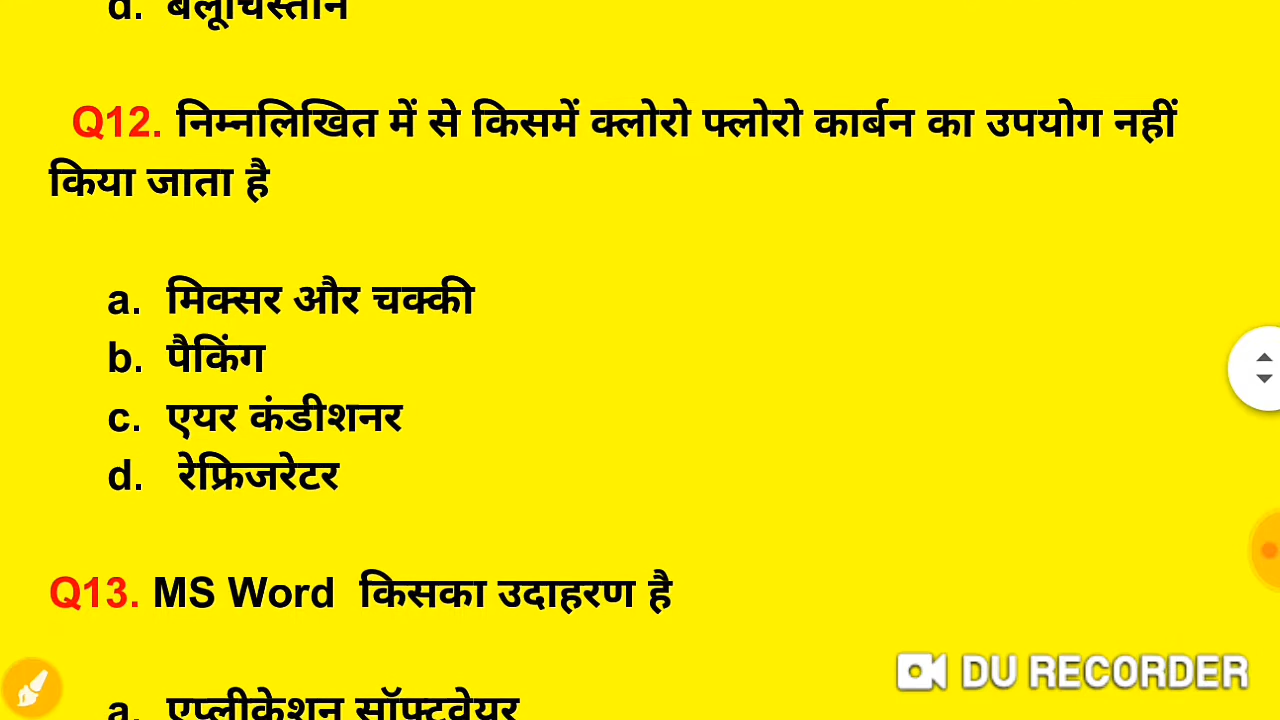 d. बलूचिस्तान
Q12. निम्नलिखित में से किसमें क्लोरो फ्लोरो कार्बन का उपयोग नहीं
किया जाता है
a. मिक्सर और चक्की
b. पैकिंग
c. एयर कंडीशनर
d. रेफ्रिजरेटर
Q13. MS Word किसका उदाहरण है
DU RECORDER
a. एप्लीकेशन सॉफ्टवेयर